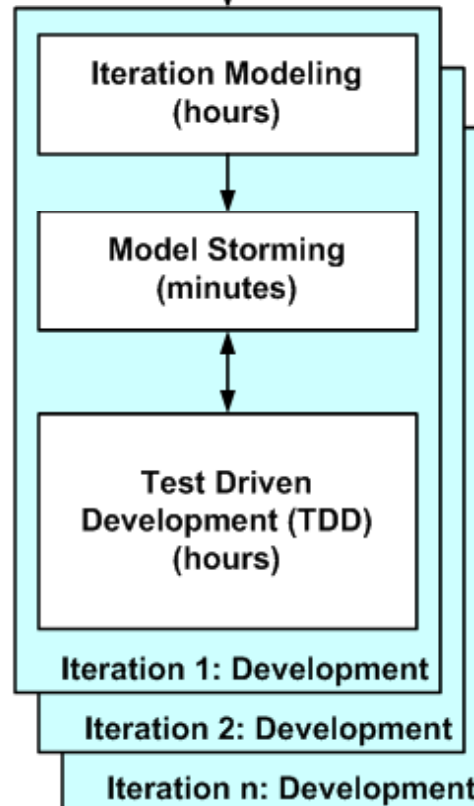 Iteration Modeling
(hours)
Model Storming
(minutes)
Test Driven
Development (TDD)
(hours)
Iteration 1: Development
Iteration 2: Development
Iteration n: Development